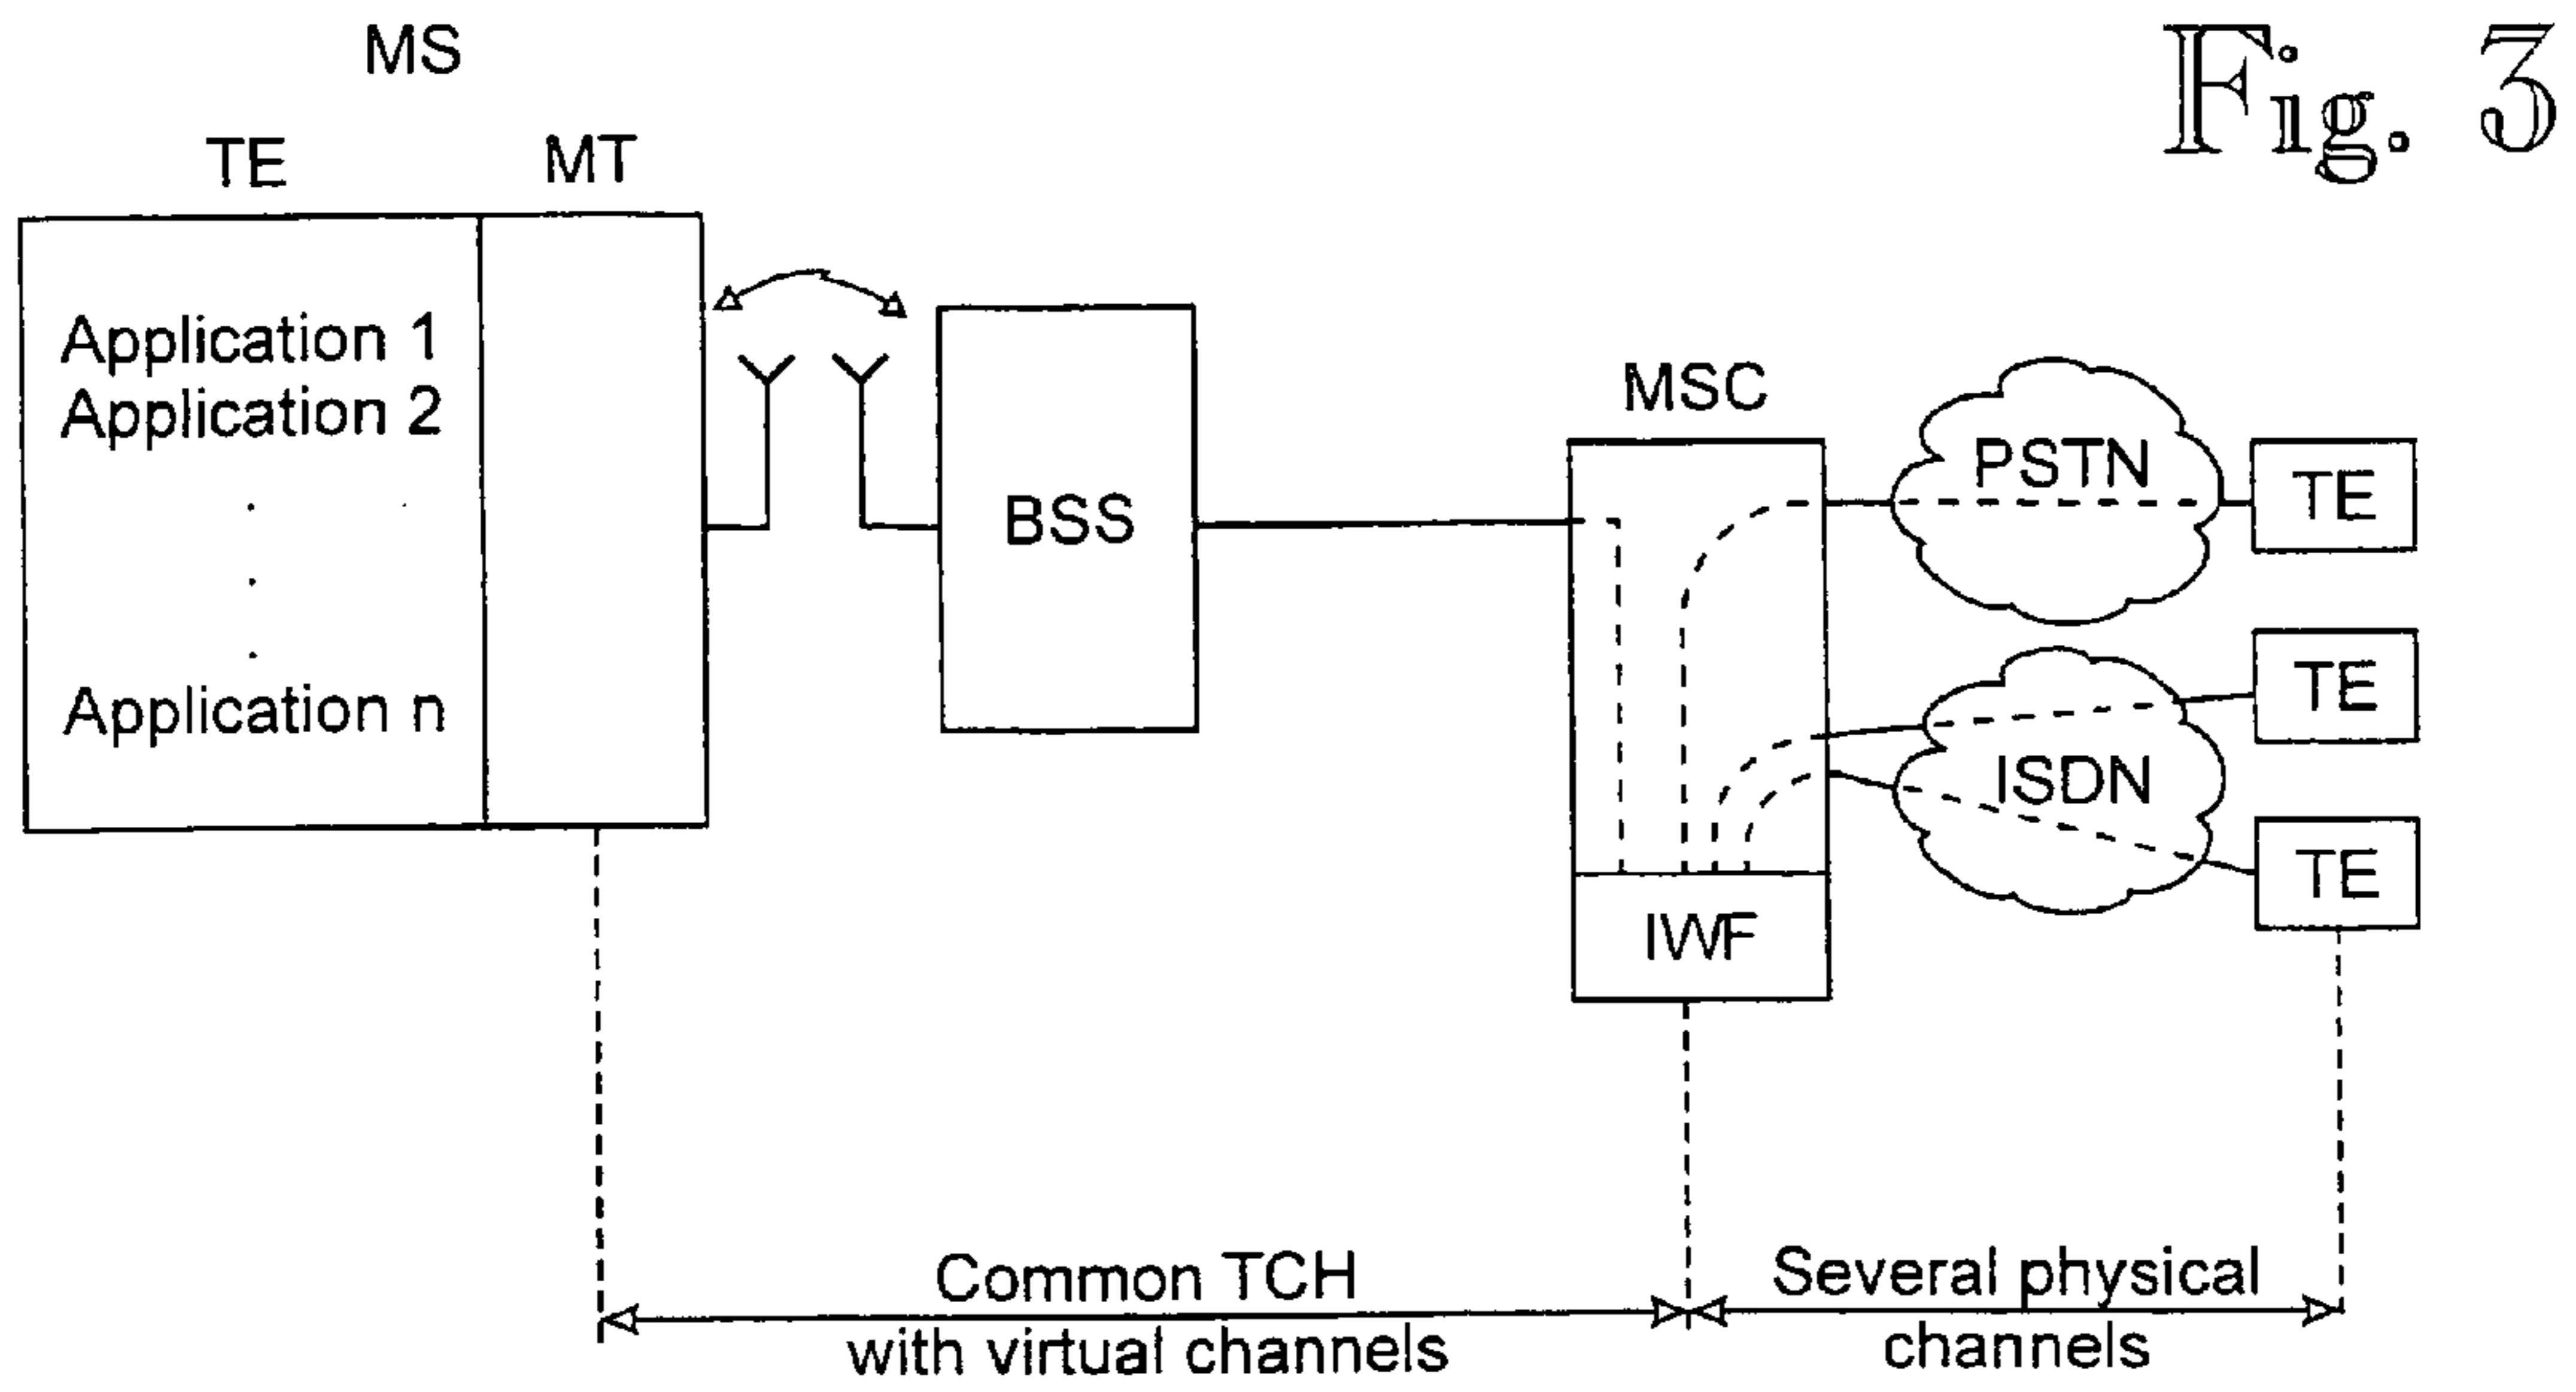 Fig. 3
MS
TE
MT
Application 1
Application 2
.
.
.
Application n
BSS
MSC
IWF
PSTN
TE
TE
ISDN
TE
Common TCH
with virtual channels
Several physical
channels